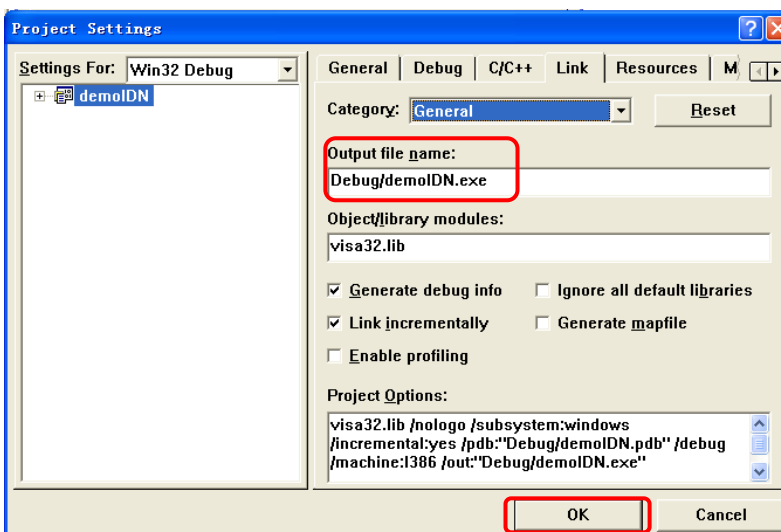 Project Settings
Settings For: Win32 Debug
demoIDN
General Debug C/C++ Link Resources M
Category: General Reset
Output file name:
Debug/demoIDN.exe
Object/library modules:
visa32.lib
Generate debug info Ignore all default libraries
Link incrementally Generate mapfile
Enable profiling
Project Options:
visa32.lib /nologo /subsystem:windows
/incremental:yes /pdb:"Debug/demoIDN.pdb" /debug
/machine:I386 /out:"Debug/demoIDN.exe"
OK Cancel